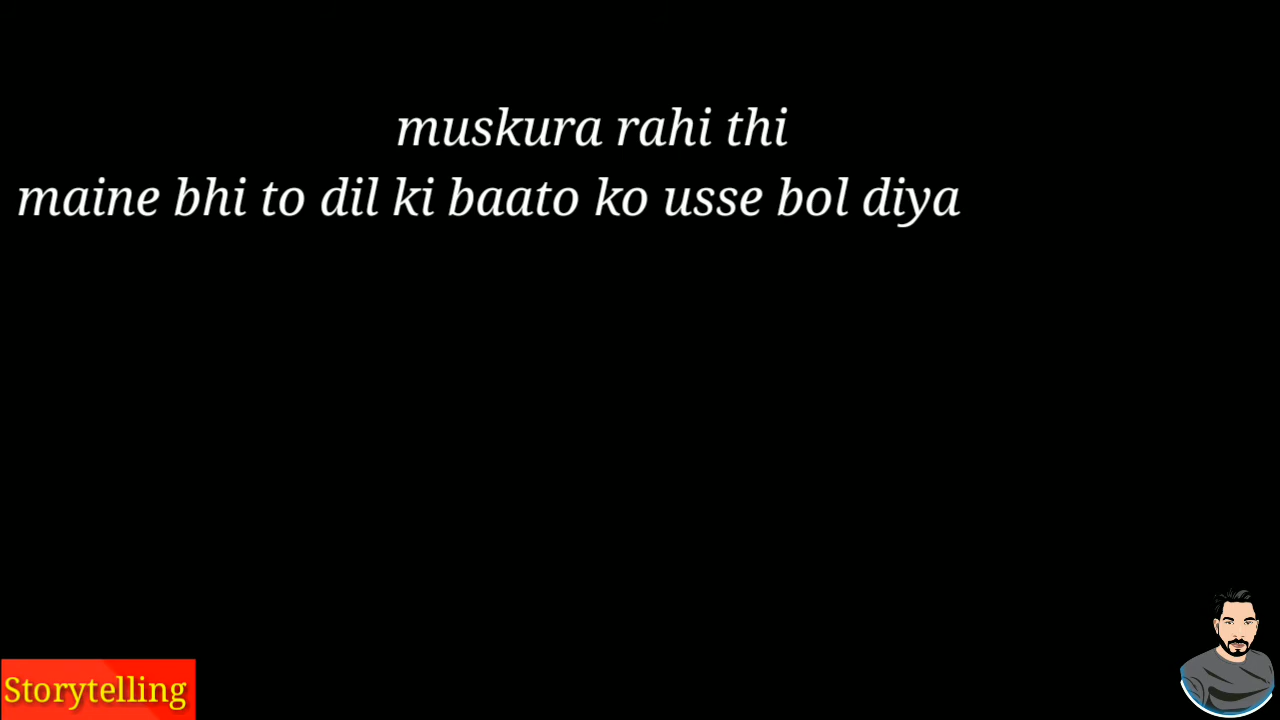 muskura rahi thi
maine bhi to dil ki baato ko usse bol diya
Storytelling